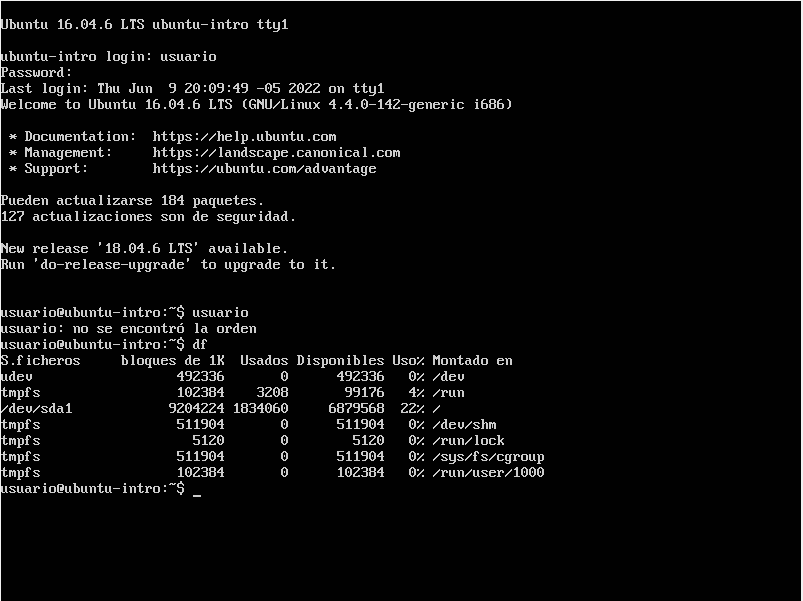 Ubuntu 16.04.6 LTS ubuntu-intro tty1
ubuntu-intro login: usuario
Password:
Last login: Thu Jun  9 20:09:49 -05 2022 on tty1
Welcome to Ubuntu 16.04.6 LTS (GNU/Linux 4.4.0-142-generic i686)
 * Documentation:  https://help.ubuntu.com
 * Management:     https://landscape.canonical.com
 * Support:        https://ubuntu.com/advantage
Pueden actualizarse 184 paquetes.
127 actualizaciones son de seguridad.
New release '18.04.6 LTS' available.
Run 'do-release-upgrade' to upgrade to it.
usuario@ubuntu-intro:~$ usuario
usuario: no se encontró la orden
usuario@ubuntu-intro:~$ df
S.ficheros     bloques de 1K  Usados Disponibles Uso% Montado en
udev                  492336       0      492336   0% /dev
tmpfs                 102384    3208       99176   4% /run
/dev/sda1            9204224 1834060     6879568  22% /
tmpfs                 511904       0      511904   0% /dev/shm
tmpfs                   5120       0        5120   0% /run/lock
tmpfs                 511904       0      511904   0% /sys/fs/cgroup
tmpfs                 102384       0      102384   0% /run/user/1000
usuario@ubuntu-intro:~$ _